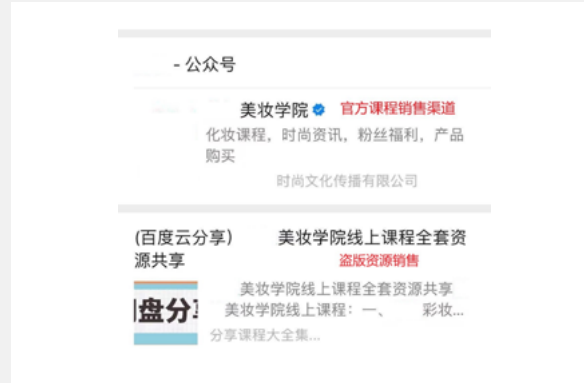 - 公众号
美妆学院 官方课程销售渠道
化妆课程，时尚资讯，粉丝福利，产品
购买
时尚文化传播有限公司
(百度云分享) 美妆学院线上课程全套资
源共享
盗版资源销售
美妆学院线上课程全套资源共享
盘分享
美妆学院线上课程：一、 彩妆...
分享课程大全集...